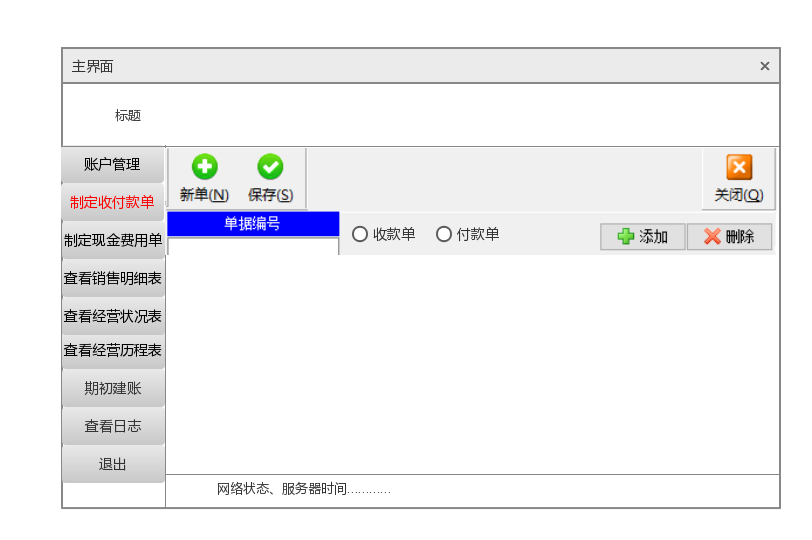 主界面
×
标题
账户管理
制定收付款单
制定现金费用单
查看销售明细表
查看经营状况表
查看经营历程表
期初建账
查看日志
退出
新单(N) 保存(S)
关闭(Q)
单据编号
收款单 付款单
添加 删除
网络状态、服务器时间…………